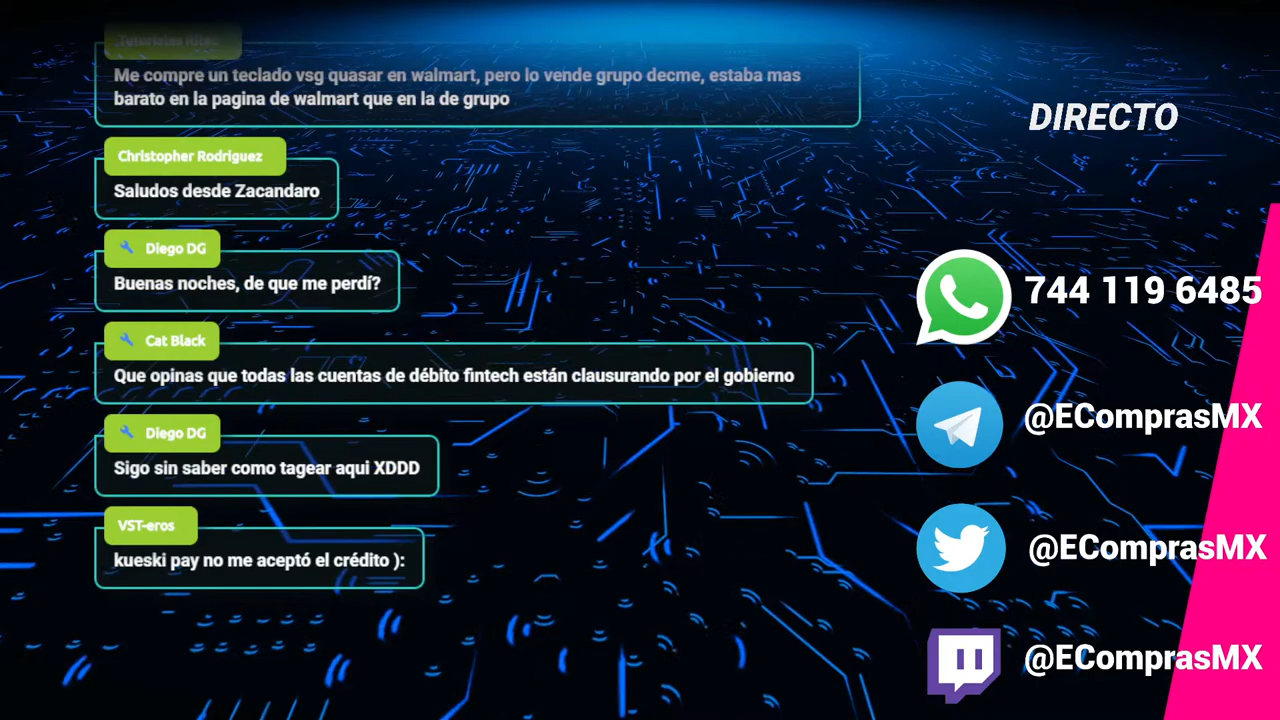 Me compre un teclado vsg quasar en walmart, pero lo vende grupo decme, estaba mas
barato en la pagina de walmart que en la de grupo
Christopher Rodriguez
Saludos desde Zacandaro
Diego DG
Buenas noches, de que me perdí?
Cat Black
Que opinas que todas las cuentas de débito fintech están clausurando por el gobierno
Diego DG
Sigo sin saber como tagear aqui XDDD
VST-eros
kueski pay no me aceptó el crédito ):
DIRECTO
744 119 6485
@EComprasMX
@EComprasMX
@EComprasMX